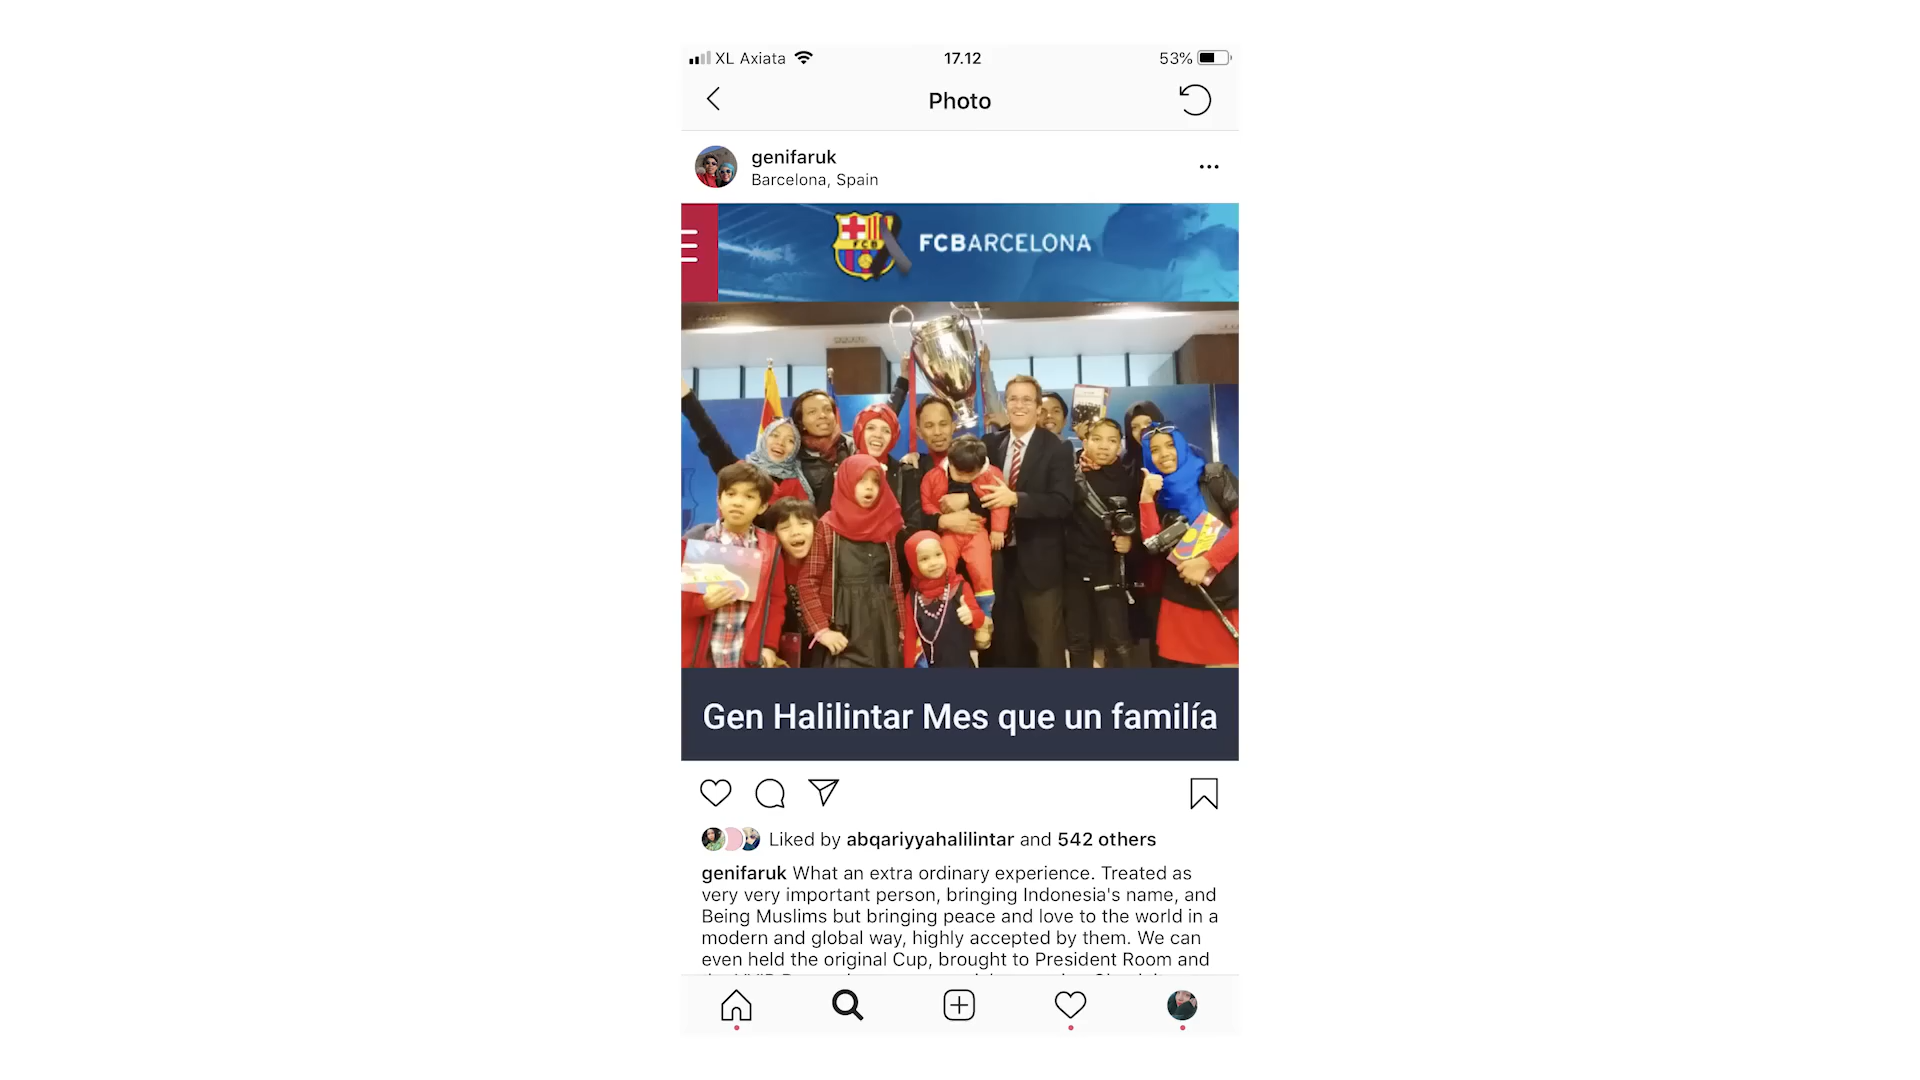 XL Axiata 17.12 53%
Photo
genifaruk
Barcelona, Spain
FCB
FCBARCELONA
FCB
Gen Halilintar Mes que un família
Liked by abqariyyahalilintar and 542 others
genifaruk What an extra ordinary experience. Treated as
very very important person, bringing Indonesia's name, and
Being Muslims but bringing peace and love to the world in a
modern and global way, highly accepted by them. We can
even held the original Cup, brought to President Room and